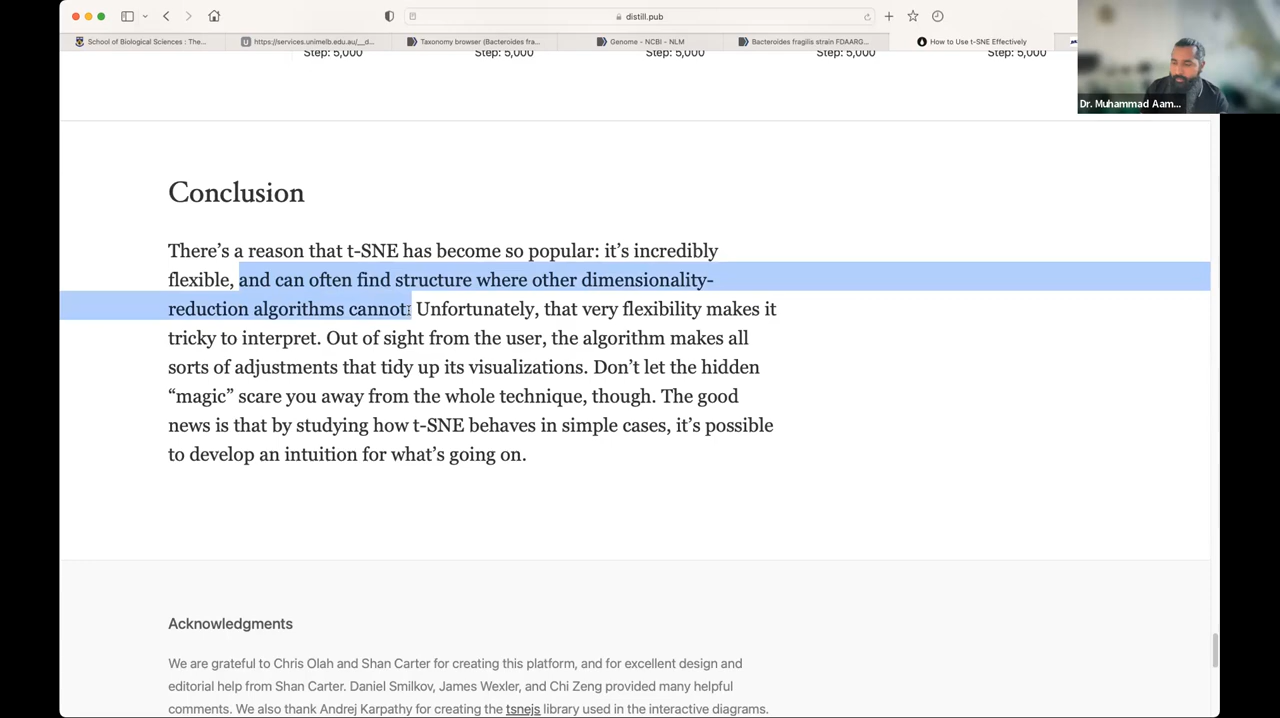 distill.pub
School of Biological Sciences : The...
https://services.unimelb.edu.au/__d...
Taxonomy browser (Bacteroides fra...
Genome - NCBI - NLM
Bacteroides fragilis strain FDAARG...
How to Use t-SNE Effectively
Step: 5,000 Step: 5,000 Step: 5,000 Step: 5,000 Step: 5,000
Dr. Muhammad Aam...
Conclusion
There’s a reason that t-SNE has become so popular: it’s incredibly
flexible, and can often find structure where other dimensionality-
reduction algorithms cannot. Unfortunately, that very flexibility makes it
tricky to interpret. Out of sight from the user, the algorithm makes all
sorts of adjustments that tidy up its visualizations. Don’t let the hidden
“magic” scare you away from the whole technique, though. The good
news is that by studying how t-SNE behaves in simple cases, it’s possible
to develop an intuition for what’s going on.
Acknowledgments
We are grateful to Chris Olah and Shan Carter for creating this platform, and for excellent design and
editorial help from Shan Carter. Daniel Smilkov, James Wexler, and Chi Zeng provided many helpful
comments. We also thank Andrej Karpathy for creating the tsnejs library used in the interactive diagrams.